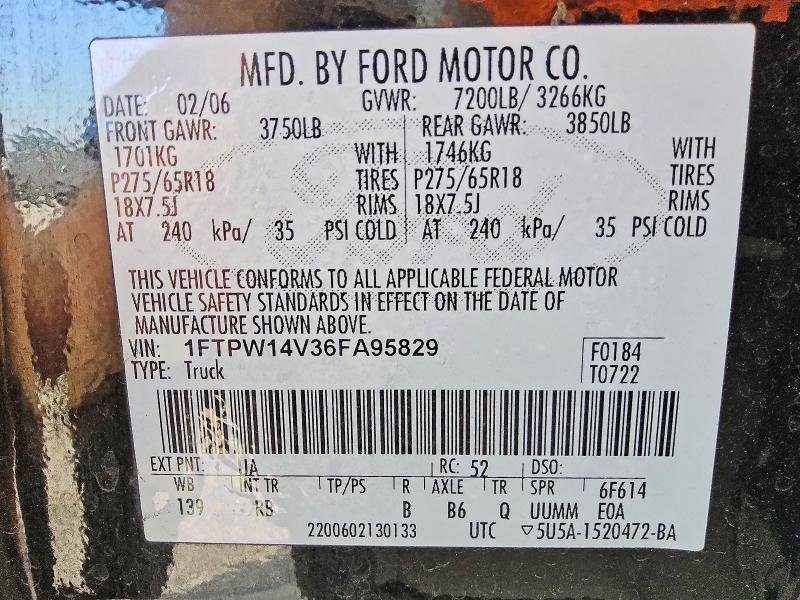 MFD. BY FORD MOTOR CO.
DATE: 02/06 GVWR: 7200LB/ 3266KG
FRONT GAWR: 3750LB REAR GAWR: 3850LB
1701KG WITH 1746KG WITH
P275/65R18 TIRES P275/65R18 TIRES
18X7.5J RIMS 18X7.5J RIMS
AT 240 kPa/ 35 PSI COLD AT 240 kPa/ 35 PSI COLD
THIS VEHICLE CONFORMS TO ALL APPLICABLE FEDERAL MOTOR
VEHICLE SAFETY STANDARDS IN EFFECT ON THE DATE OF
MANUFACTURE SHOWN ABOVE.
VIN: 1FTPW14V36FA95829 F0184
TYPE: Truck T0722
EXT PNT: RC: 52 DSO:
WB INT TR TP/PS R AXLE TR SPR 6F614
139 B B6 Q UUMM E0A
2200602130133 UTC ▽5U5A-1520472-BA